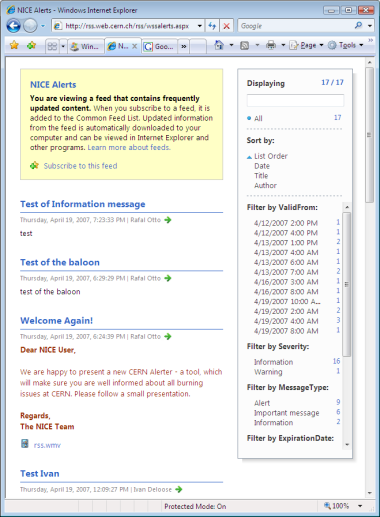 NICE Alerts - Windows Internet Explorer
http://rss.web.cern.ch/rss/wssalerts.aspx
Google
Win...
N...
Goo...
Page
Tools
NICE Alerts
You are viewing a feed that contains frequently
updated content. When you subscribe to a feed, it
is added to the Common Feed List. Updated
information from the feed is automatically downloaded to your
computer and can be viewed in Internet Explorer and
other programs. Learn more about feeds.
Subscribe to this feed
Test of Information message
Thursday, April 19, 2007, 7:23:33 PM | Rafal Otto
test
Test of the baloon
Thursday, April 19, 2007, 6:29:29 PM | Rafal Otto
test of the baloon
Welcome Again!
Thursday, April 19, 2007, 6:24:39 PM | Rafal Otto
Dear NICE User,
We are happy to present a new CERN Alerter - a tool, which
will make sure you are well informed about all burning
issues at CERN. Please follow a small presentation.
Regards,
The NICE Team
rss.wmv
Test Ivan
Thursday, April 19, 2007, 12:09:27 PM | Ivan Deloose
Displaying 17 / 17
All 17
Sort by:
List Order
Date
Title
Author
Filter by ValidFrom:
4/12/2007 2:00 PM 1
4/12/2007 4:00 PM 1
4/13/2007 1:00 PM 2
4/13/2007 4:00 AM 1
4/13/2007 6:00 AM 1
4/13/2007 7:00 AM 2
4/16/2007 3:00 AM 1
4/16/2007 8:00 AM 1
4/19/2007 10:00 A... 1
4/19/2007 2:00 AM 2
4/19/2007 4:00 AM 3
4/19/2007 8:00 AM 1
Filter by Severity:
Information 16
Warning 1
Filter by MessageType:
Alert 9
Important message 6
Information 2
Filter by ExpirationDate:
Protected Mode: On
100%